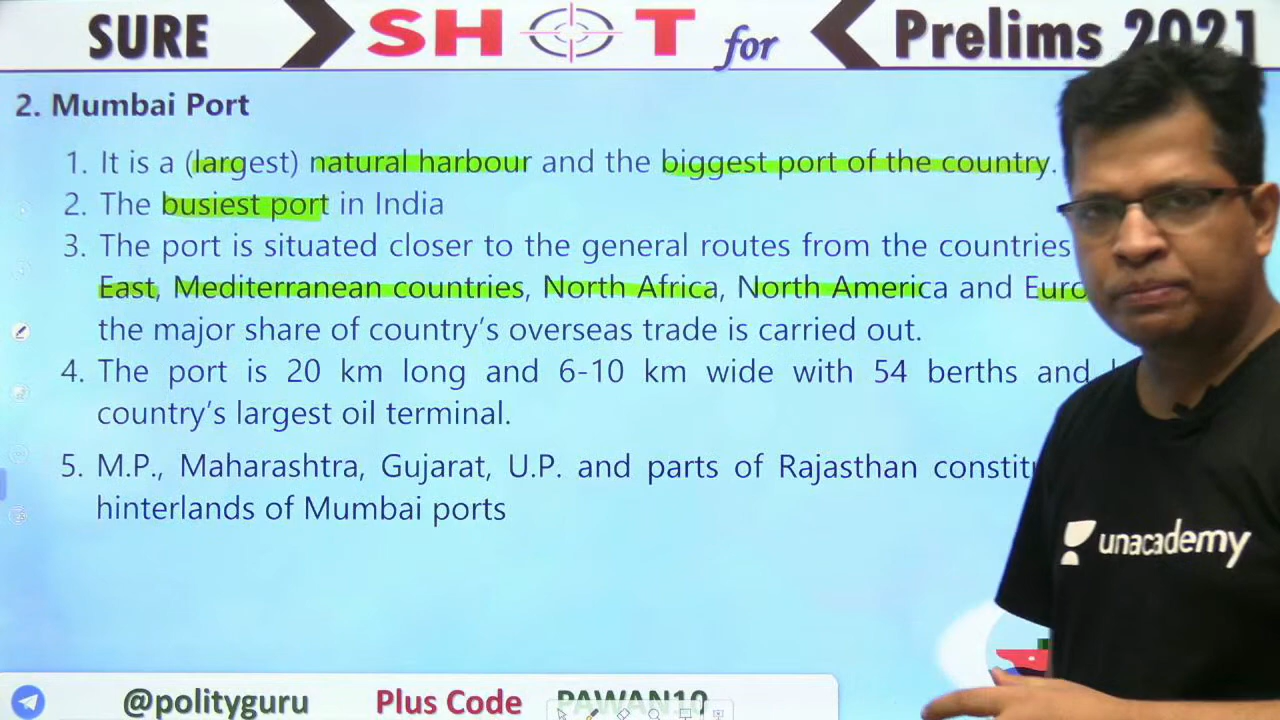 SURE SHOT for Prelims 2021
2. Mumbai Port
1. It is a (largest) natural harbour and the biggest port of the country.
2. The busiest port in India
3. The port is situated closer to the general routes from the countries
East, Mediterranean countries, North Africa, North America and Euro
the major share of country's overseas trade is carried out.
4. The port is 20 km long and 6-10 km wide with 54 berths and
country's largest oil terminal.
5. M.P., Maharashtra, Gujarat, U.P. and parts of Rajasthan constitu
hinterlands of Mumbai ports
unacademy
@polityguru Plus Code PAWAN10